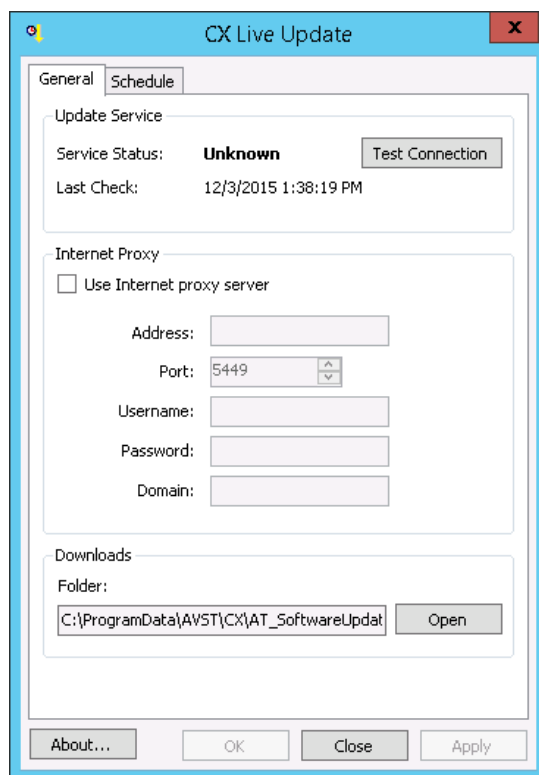 CX Live Update
x
General Schedule
Update Service
Service Status: Unknown Test Connection
Last Check: 12/3/2015 1:38:19 PM
Internet Proxy
Use Internet proxy server
Address:
Port: 5449
Username:
Password:
Domain:
Downloads
Folder:
C:\ProgramData\AVST\CX\AT_SoftwareUpdat Open
About... OK Close Apply